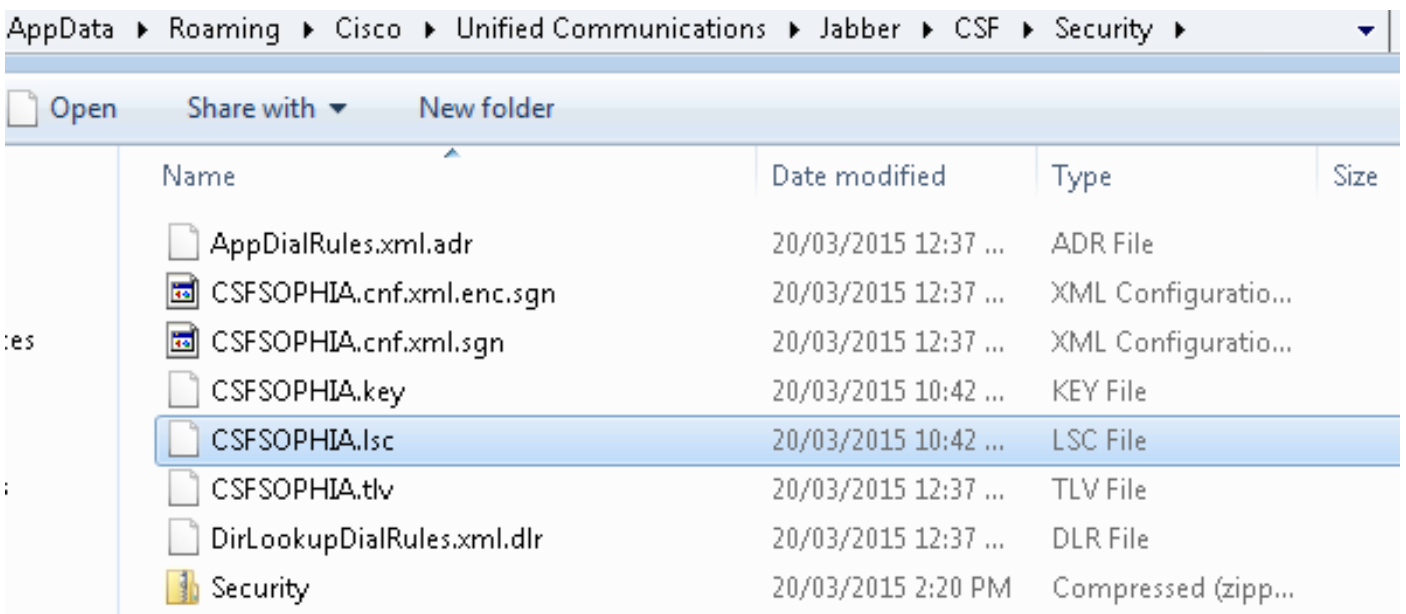 AppData ▸ Roaming ▸ Cisco ▸ Unified Communications ▸ Jabber ▸ CSF ▸ Security ▸
Open Share with New folder
Name Date modified Type Size
AppDialRules.xml.adr 20/03/2015 12:37 ... ADR File
CSFSOPHIA.cnf.xml.enc.sgn 20/03/2015 12:37 ... XML Configuratio...
CSFSOPHIA.cnf.xml.sgn 20/03/2015 12:37 ... XML Configuratio...
CSFSOPHIA.key 20/03/2015 10:42 ... KEY File
CSFSOPHIA.lsc 20/03/2015 10:42 ... LSC File
CSFSOPHIA.tlv 20/03/2015 12:37 ... TLV File
DirLookupDialRules.xml.dlr 20/03/2015 12:37 ... DLR File
Security 20/03/2015 2:20 PM Compressed (zipp...